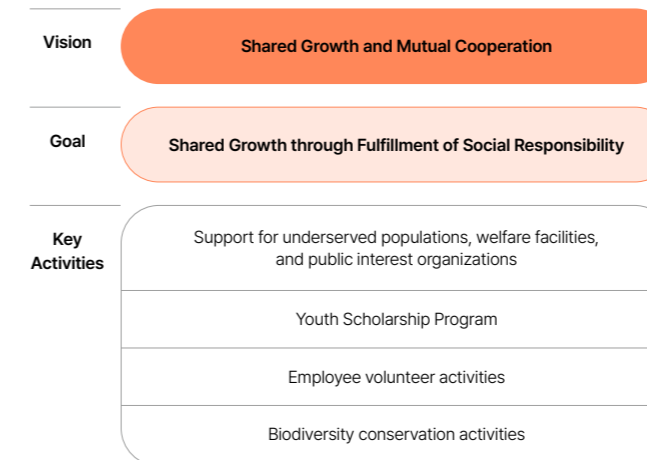 Vision
Shared Growth and Mutual Cooperation
Goal
Shared Growth through Fulfillment of Social Responsibility
Key
Activities
Support for underserved populations, welfare facilities,
and public interest organizations
Youth Scholarship Program
Employee volunteer activities
Biodiversity conservation activities